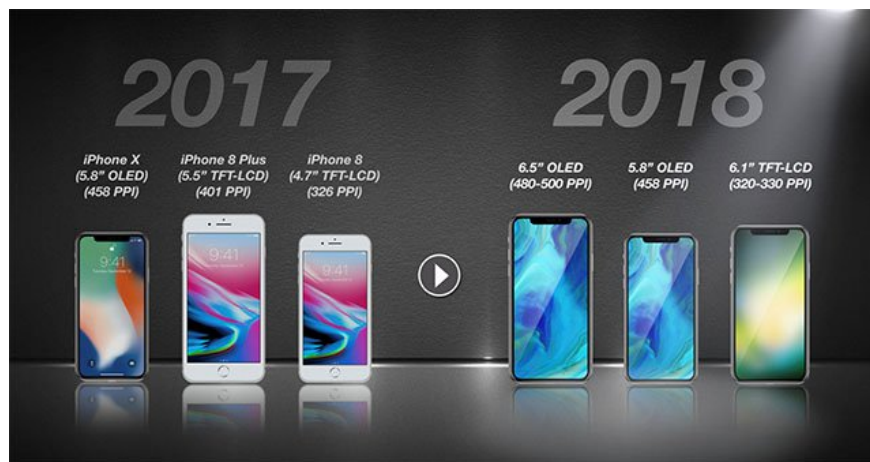 2017
iPhone X
(5.8" OLED)
(458 PPI)
iPhone 8 Plus
(5.5" TFT-LCD)
(401 PPI)
iPhone 8
(4.7" TFT-LCD)
(326 PPI)
9:41
9:41
9:41
2018
6.5" OLED
(480-500 PPI)
5.8" OLED
(458 PPI)
6.1" TFT-LCD
(320-330 PPI)